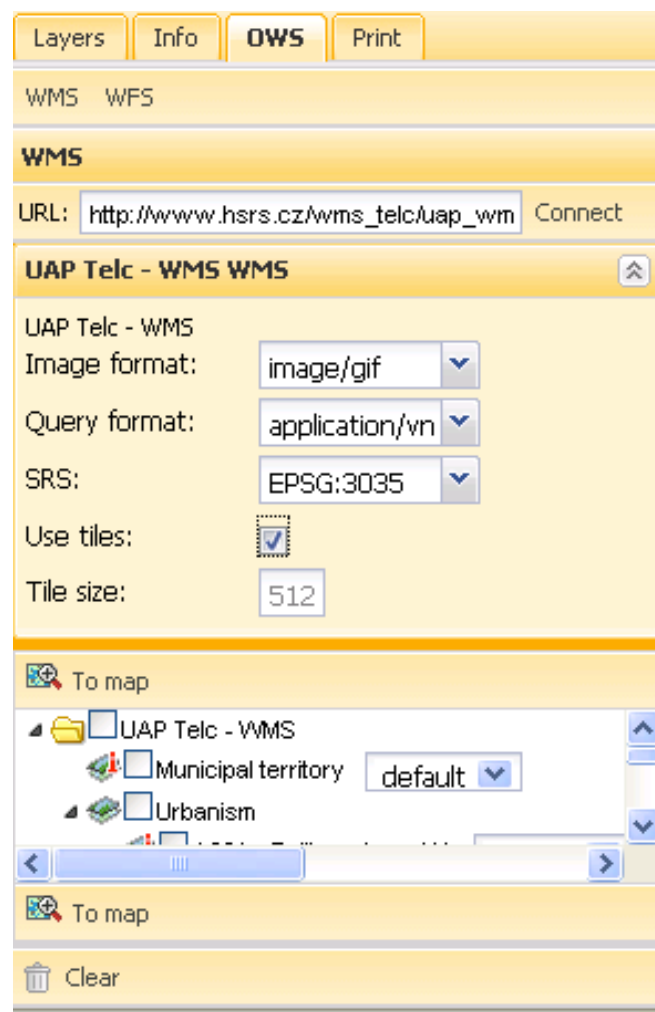 Layers Info OWS Print
WMS WFS
WMS
URL: http://www.hsrs.cz/wms_telc/uap_wm Connect
UAP Telc - WMS WMS
UAP Telc - WMS
Image format: image/gif
Query format: application/vn
SRS: EPSG:3035
Use tiles:
Tile size: 512
To map
UAP Telc - WMS
Municipal territory default
Urbanism
To map
Clear